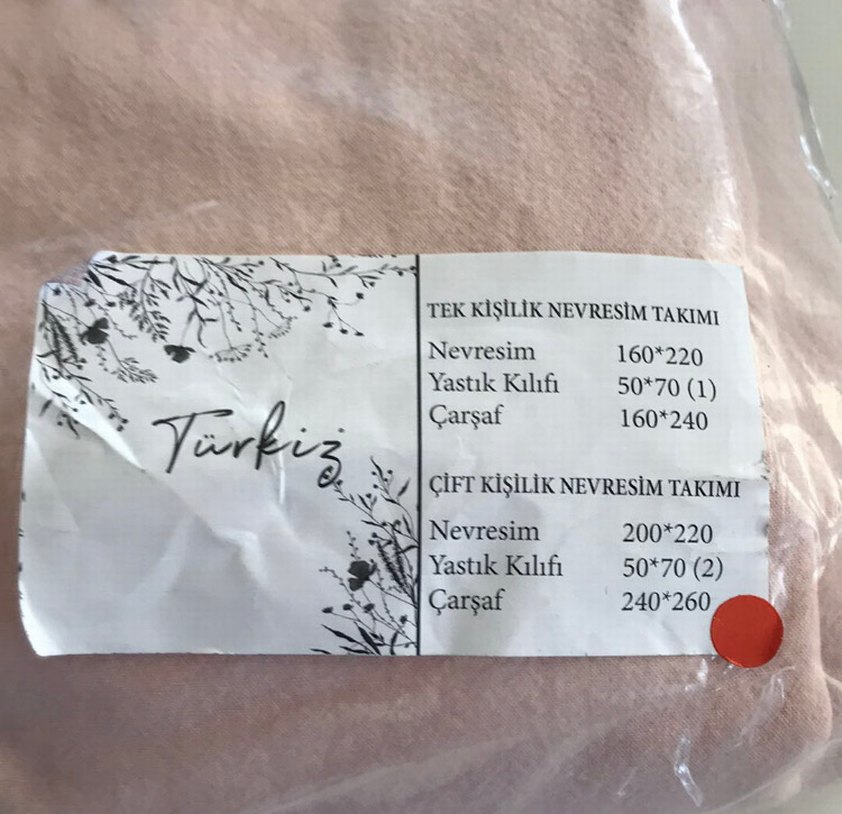 Türkiz
TEK KİŞİLİK NEVRESİM TAKIMI
Nevresim 160*220
Yastık Kılıfı 50*70 (1)
Çarşaf 160*240
ÇİFT KİŞİLİK NEVRESİM TAKIMI
Nevresim 200*220
Yastık Kılıfı 50*70 (2)
Çarşaf 240*260